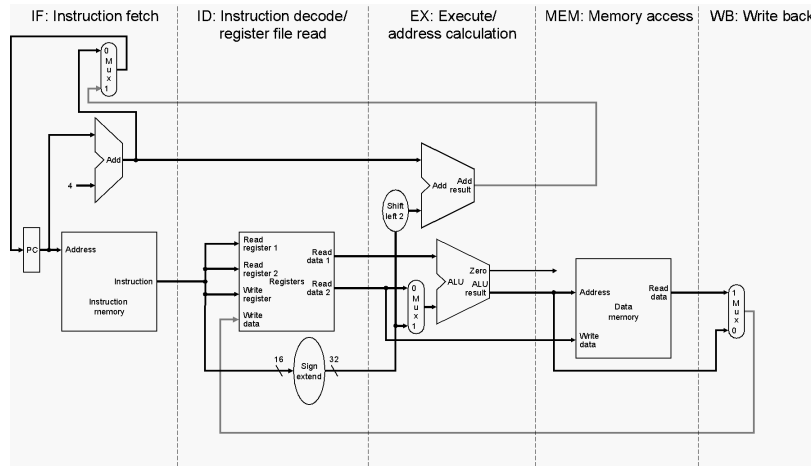 IF: Instruction fetch
ID: Instruction decode/
register file read
EX: Execute/
address calculation
MEM: Memory access
WB: Write back
0
M
u
x
1
Add
4
PC
Address
Instruction
Instruction
memory
Read
register 1
Read
register 2
Registers
Write
register
Write
data
Read
data 1
Read
data 2
16
Sign
extend
32
Shift
left 2
Add
Add
result
0
M
u
x
1
Zero
ALU
ALU
result
Address
Read
data
Data
memory
Write
data
1
M
u
x
0